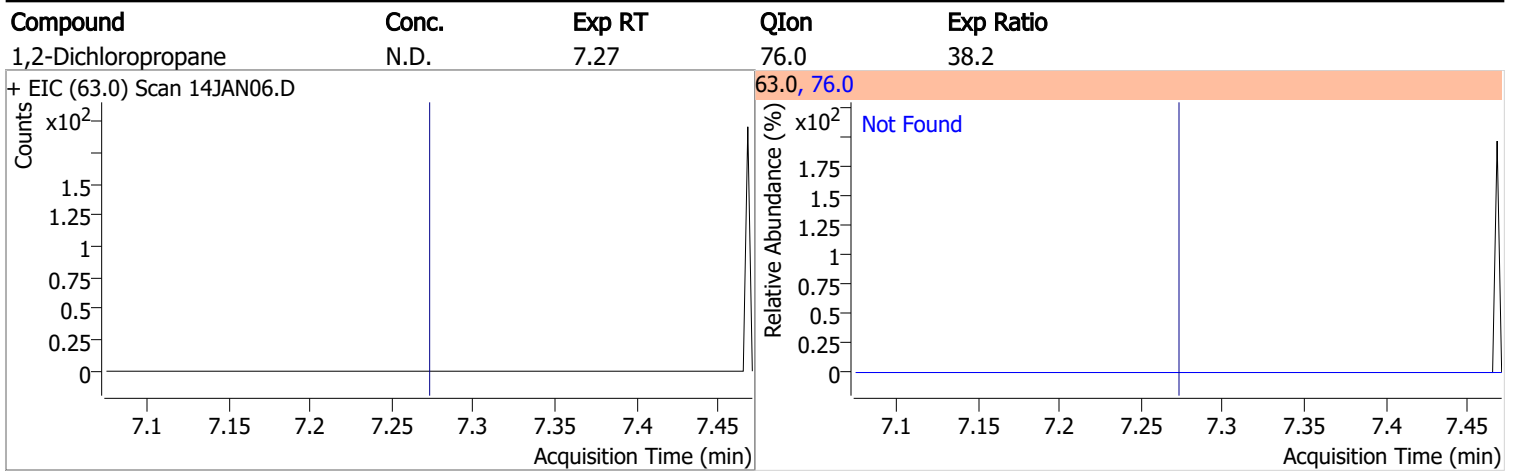 Compound Conc. Exp RT QIon Exp Ratio
1,2-Dichloropropane N.D. 7.27 76.0 38.2
+ EIC (63.0) Scan 14JAN06.D
Counts
x10²
1.5
1.25
1
0.75
0.5
0.25
0
7.1 7.15 7.2 7.25 7.3 7.35 7.4 7.45
Acquisition Time (min)
63.0, 76.0
Relative Abundance (%)
x10²
Not Found
1.75
1.5
1.25
1
0.75
0.5
0.25
0
7.1 7.15 7.2 7.25 7.3 7.35 7.4 7.45
Acquisition Time (min)